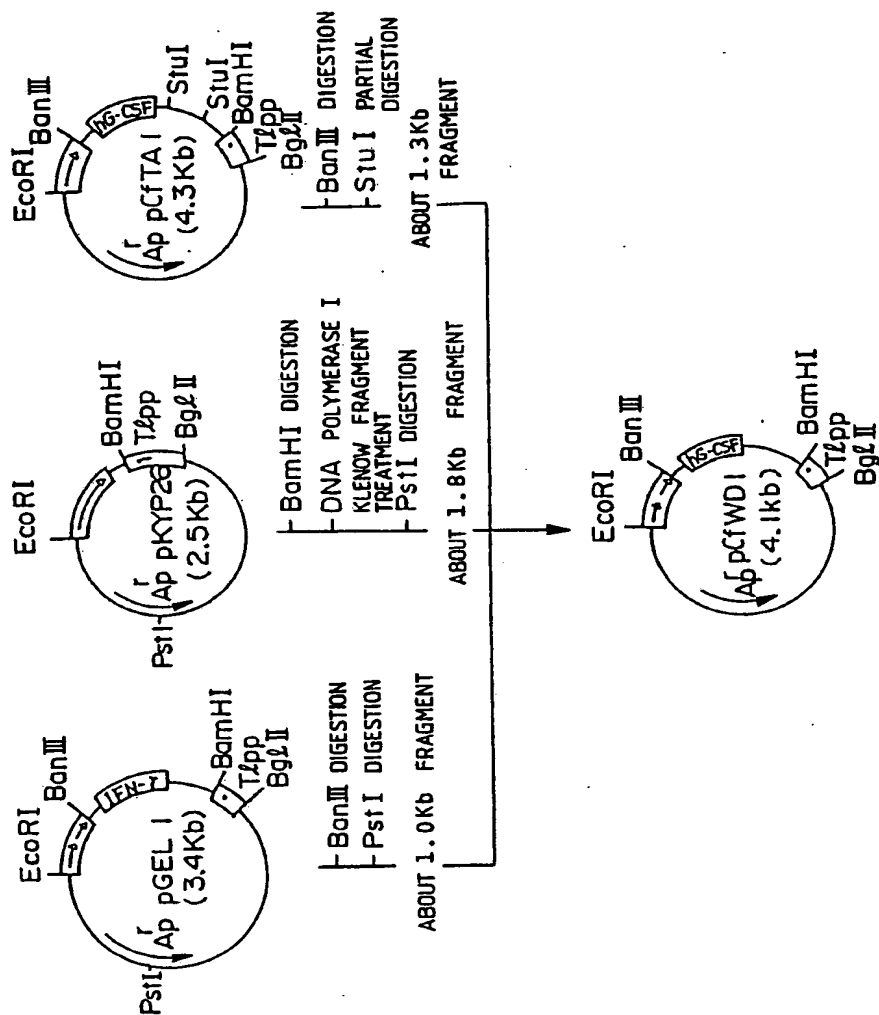 EcoRI
BanIII
IFN-γ
PstI
Apʳ pGEL 1
(3.4Kb)
BamHI
Tlpp
BglII
BanIII DIGESTION
PstI DIGESTION
ABOUT 1.0Kb FRAGMENT
EcoRI
BamHI
Tlpp
BglII
PstI
Apʳ pKYP26
(2.5Kb)
BamHI DIGESTION
DNA POLYMERASE I
KLENOW FRAGMENT
TREATMENT
PstI DIGESTION
ABOUT 1.8Kb FRAGMENT
EcoRI
BanIII
hG-CSF
StuI
StuI
BamHI
Tlpp
BglII
Apʳ pCfTA1
(4.3Kb)
BanIII DIGESTION
StuI PARTIAL
DIGESTION
ABOUT 1.3Kb
FRAGMENT
EcoRI
BanIII
hG-CSF
Apʳ pCfWD1
(4.1kb)
BamHI
Tlpp
BglII